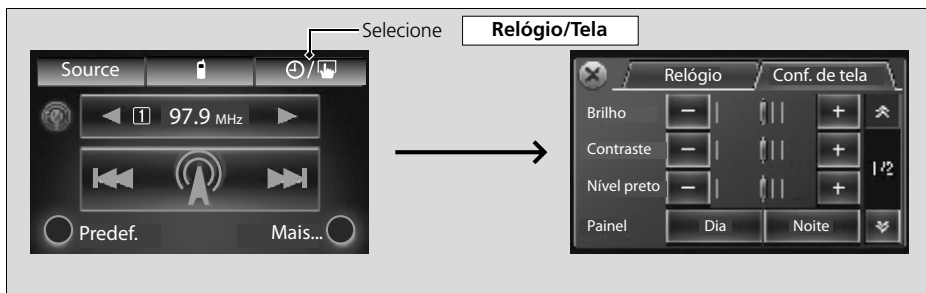 Selecione Relógio/Tela
Source /
1 97.9 MHz
Predef. Mais...
Relógio Conf. de tela
Brilho − +
Contraste − +
1/2
Nível preto − +
Painel Dia Noite